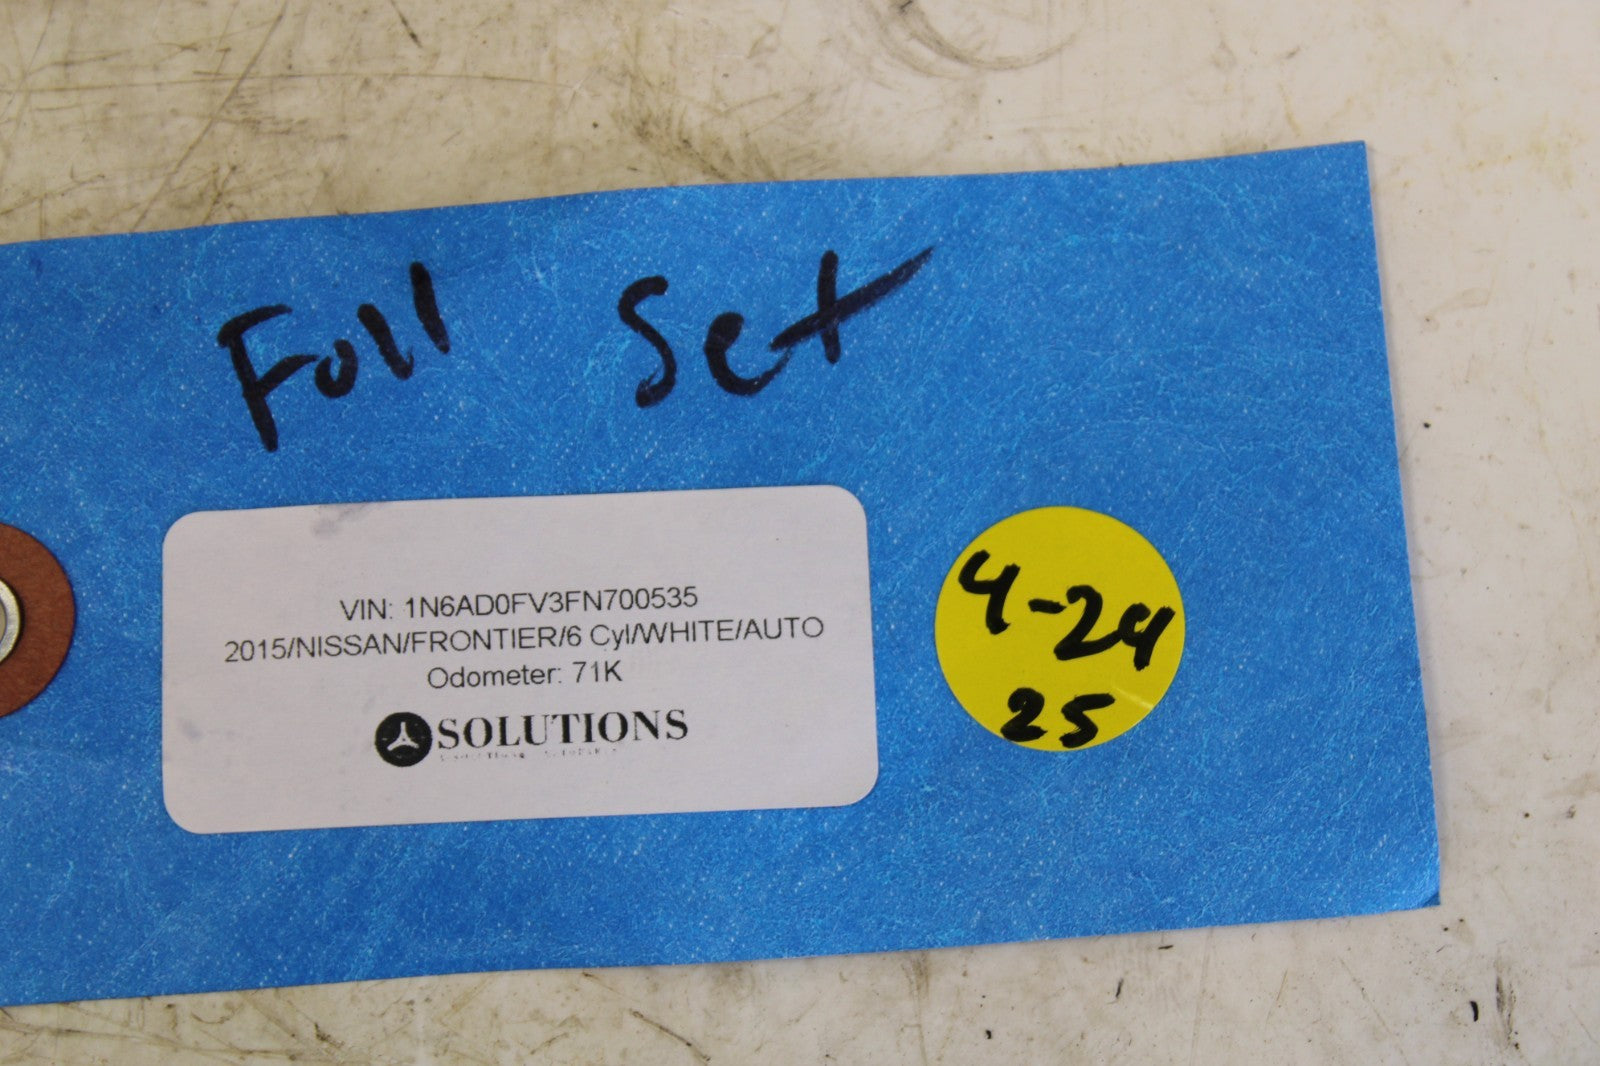 Full Set
VIN: 1N6AD0FV3FN700535
2015/NISSAN/FRONTIER/6 Cyl/WHITE/AUTO
Odometer: 71K
SOLUTIONS
4-24
25